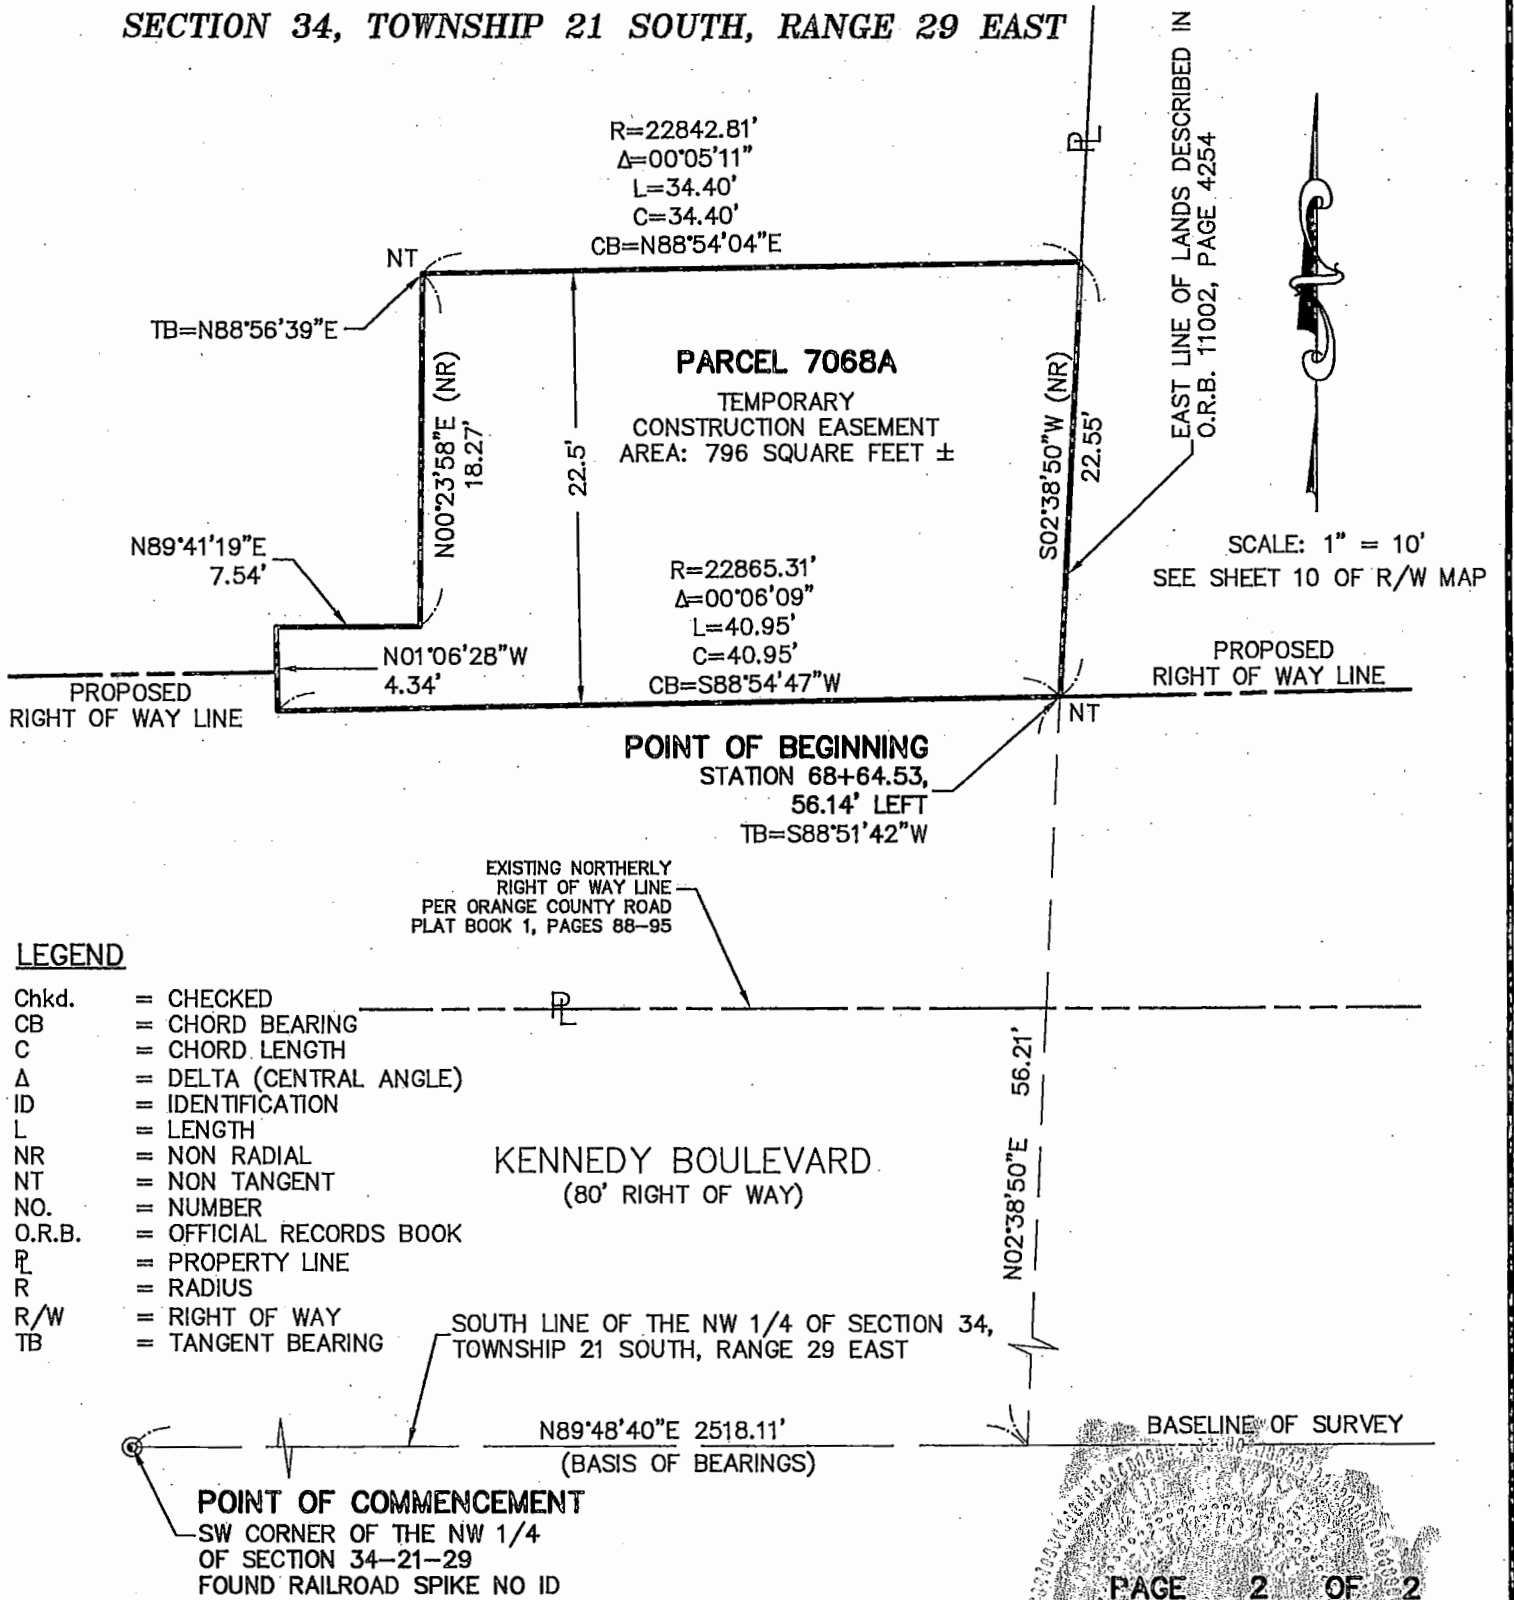 SECTION 34, TOWNSHIP 21 SOUTH, RANGE 29 EAST
R=22842.81'
Δ=00°05'11"
L=34.40'
C=34.40'
CB=N88°54'04"E
NT
TB=N88°56'39"E
PL
EAST LINE OF LANDS DESCRIBED IN
O.R.B. 11002, PAGE 4254
PARCEL 7068A
TEMPORARY
CONSTRUCTION EASEMENT
AREA: 796 SQUARE FEET ±
N00°23'58"E (NR)
18.27'
22.5'
S02°38'50"W (NR)
22.55'
N89°41'19"E
7.54'
R=22865.31'
Δ=00°06'09"
L=40.95'
C=40.95'
CB=S88°54'47"W
N01°06'28"W
4.34'
SCALE: 1" = 10'
SEE SHEET 10 OF R/W MAP
PROPOSED
RIGHT OF WAY LINE
PROPOSED
RIGHT OF WAY LINE
NT
POINT OF BEGINNING
STATION 68+64.53,
56.14' LEFT
TB=S88°51'42"W
EXISTING NORTHERLY
RIGHT OF WAY LINE
PER ORANGE COUNTY ROAD
PLAT BOOK 1, PAGES 88-95
PL
LEGEND
Chkd. = CHECKED
CB = CHORD BEARING
C = CHORD LENGTH
Δ = DELTA (CENTRAL ANGLE)
ID = IDENTIFICATION
L = LENGTH
NR = NON RADIAL
NT = NON TANGENT
NO. = NUMBER
O.R.B. = OFFICIAL RECORDS BOOK
PL = PROPERTY LINE
R = RADIUS
R/W = RIGHT OF WAY
TB = TANGENT BEARING
KENNEDY BOULEVARD
(80' RIGHT OF WAY)
N02°38'50"E 56.21'
SOUTH LINE OF THE NW 1/4 OF SECTION 34,
TOWNSHIP 21 SOUTH, RANGE 29 EAST
N89°48'40"E 2518.11'
(BASIS OF BEARINGS)
BASELINE OF SURVEY
POINT OF COMMENCEMENT
SW CORNER OF THE NW 1/4
OF SECTION 34-21-29
FOUND RAILROAD SPIKE NO ID
PAGE 2 OF 2